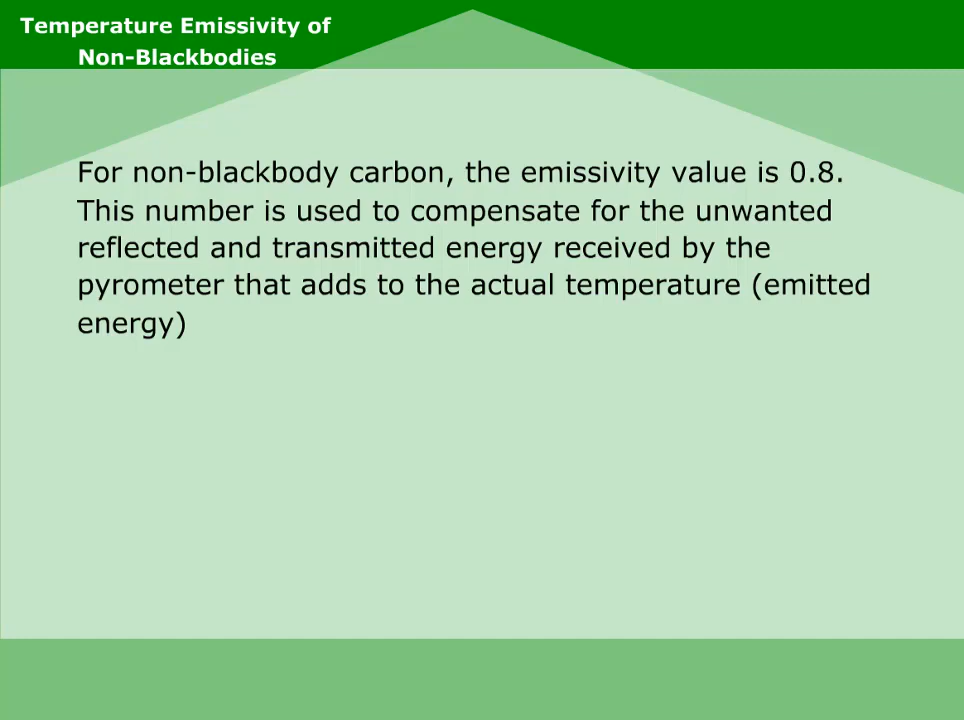 Temperature Emissivity of
Non-Blackbodies
For non-blackbody carbon, the emissivity value is 0.8.
This number is used to compensate for the unwanted
reflected and transmitted energy received by the
pyrometer that adds to the actual temperature (emitted
energy)